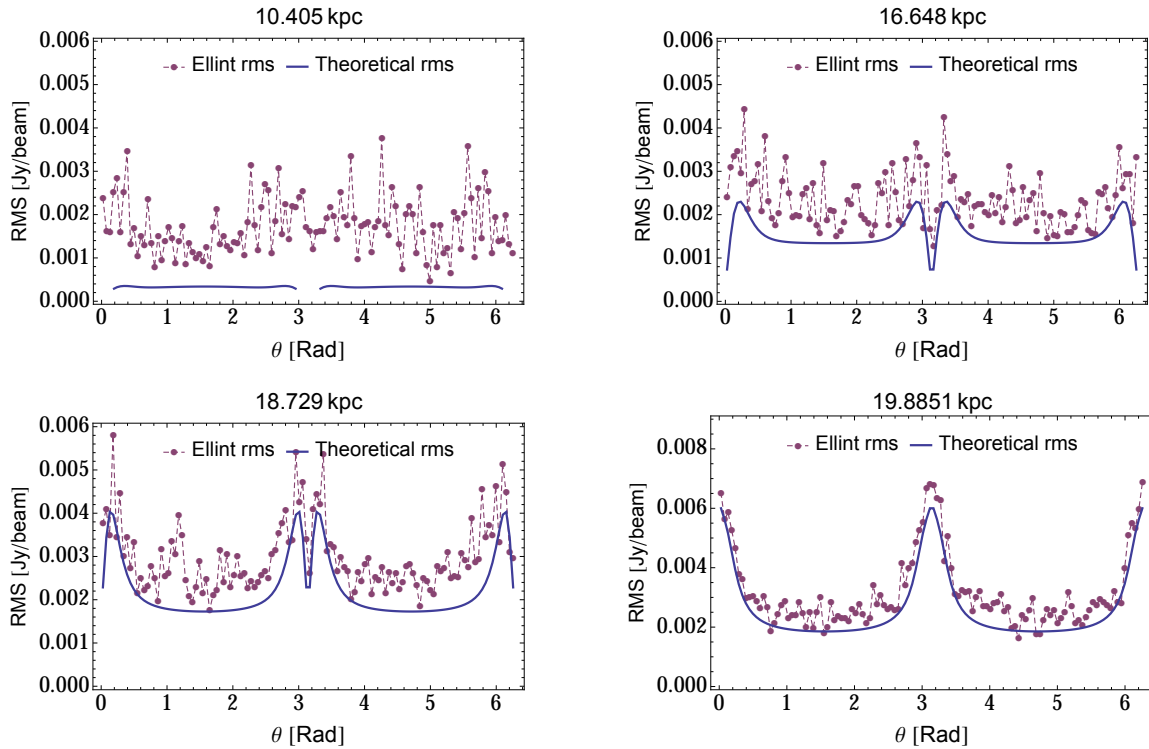 10.405 kpc
Ellint rms Theoretical rms
RMS [Jy/beam]
0.006
0.005
0.004
0.003
0.002
0.001
0.000
0 1 2 3 4 5 6
θ [Rad]
16.648 kpc
Ellint rms Theoretical rms
RMS [Jy/beam]
0.006
0.005
0.004
0.003
0.002
0.001
0.000
0 1 2 3 4 5 6
θ [Rad]
18.729 kpc
Ellint rms Theoretical rms
RMS [Jy/beam]
0.006
0.005
0.004
0.003
0.002
0.001
0.000
0 1 2 3 4 5 6
θ [Rad]
19.8851 kpc
Ellint rms Theoretical rms
RMS [Jy/beam]
0.008
0.006
0.004
0.002
0.000
0 1 2 3 4 5 6
θ [Rad]